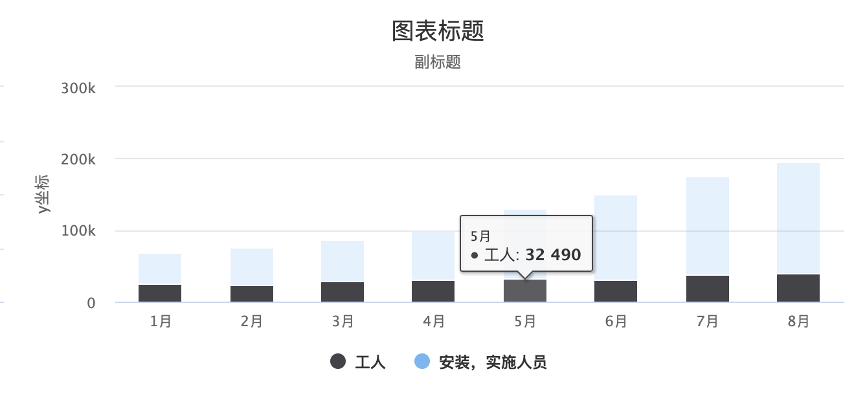 图表标题
副标题
300k
200k
100k
0
y坐标
5月
● 工人: 32 490
1月 2月 3月 4月 5月 6月 7月 8月
工人 安装，实施人员